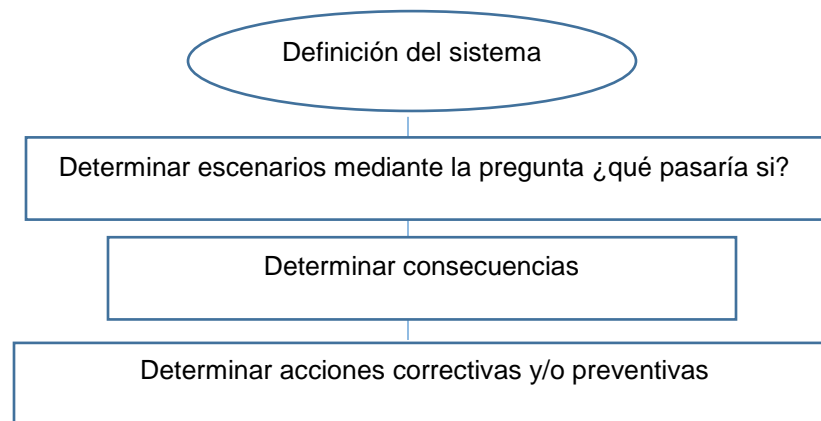 Definición del sistema
Determinar escenarios mediante la pregunta ¿qué pasaría si?
Determinar consecuencias
Determinar acciones correctivas y/o preventivas